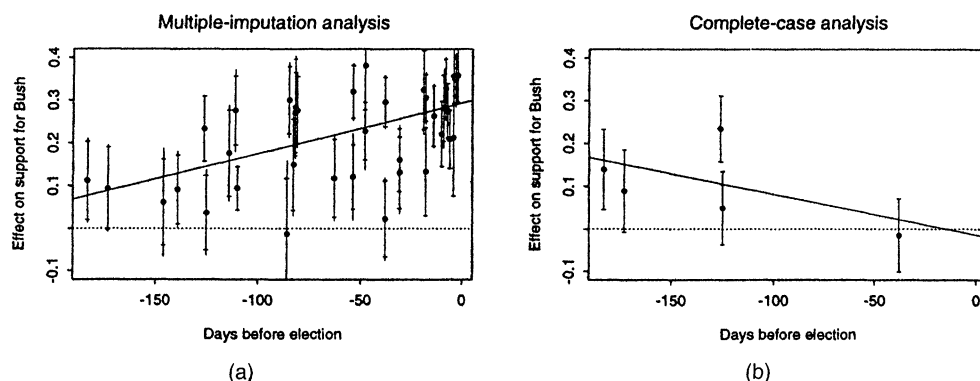 Multiple-imputation analysis
Effect on support for Bush
0.4
0.3
0.2
0.1
-0.1
-150
-100
-50
0
Days before election
(a)
Complete-case analysis
Effect on support for Bush
0.4
0.3
0.2
0.1
-0.1
-150
-100
-50
0
Days before election
(b)